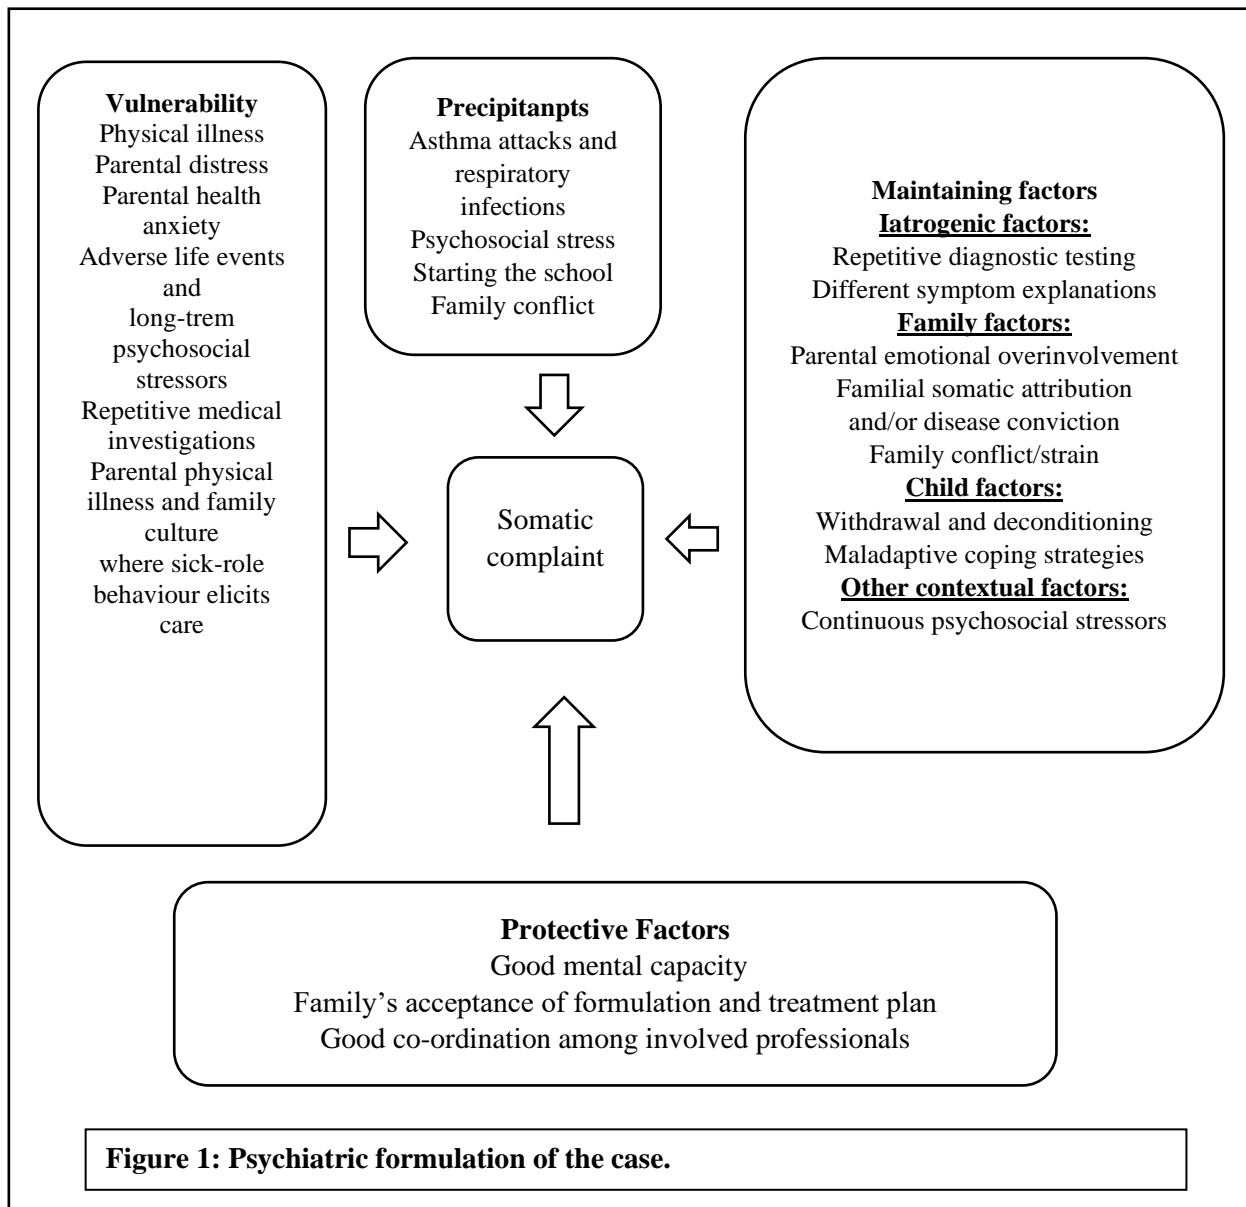 Vulnerability
Physical illness
Parental distress
Parental health
anxiety
Adverse life events
and
long-trem
psychosocial
stressors
Repetitive medical
investigations
Parental physical
illness and family
culture
where sick-role
behaviour elicits
care
Precipitanpts
Asthma attacks and
respiratory
infections
Psychosocial stress
Starting the school
Family conflict
Somatic
complaint
Maintaining factors
Iatrogenic factors:
Repetitive diagnostic testing
Different symptom explanations
Family factors:
Parental emotional overinvolvement
Familial somatic attribution
and/or disease conviction
Family conflict/strain
Child factors:
Withdrawal and deconditioning
Maladaptive coping strategies
Other contextual factors:
Continuous psychosocial stressors
Protective Factors
Good mental capacity
Family’s acceptance of formulation and treatment plan
Good co-ordination among involved professionals
Figure 1: Psychiatric formulation of the case.